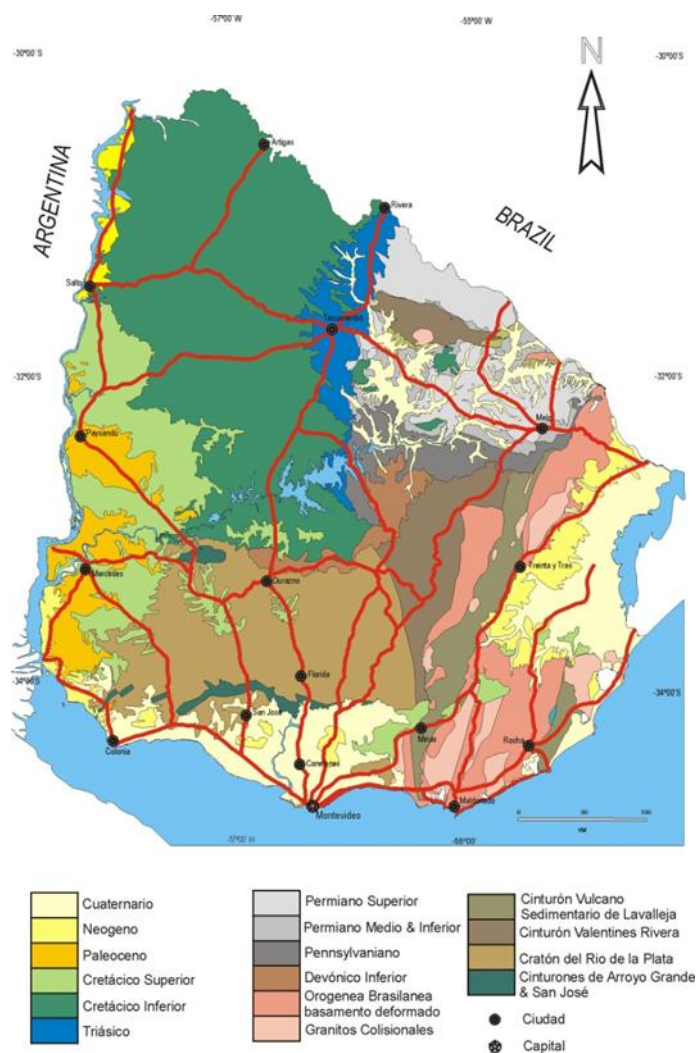 -57°00´W
-55°00´W
-30°00´S
-30°00´S
N
ARGENTINA
BRAZIL
Artigas
Rivera
Salto
Tacuarembo
-32°00´S
-32°00´S
Paysandú
Melo
Mercedes
Durazno
Treinta y Tres
-34°00´S
-34°00´S
Florida
San José
Minas
Rocha
Colonia
Canelones
Maldonado
Montevideo
-57°00´W
-55°00´
KM
Cuaternario
Neogeno
Paleoceno
Cretácico Superior
Cretácico Inferior
Triásico
Permiano Superior
Permiano Medio & Inferior
Pennsylvaniano
Devónico Inferior
Orogenea Brasilanea
basamento deformado
Granitos Colisionales
Cinturón Vulcano
Sedimentario de Lavalleja
Cinturón Valentines Rivera
Cratón del Rio de la Plata
Cinturones de Arroyo Grande
& San José
Ciudad
Capital